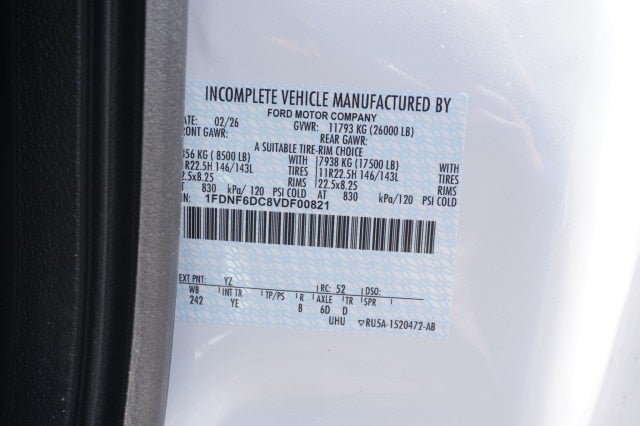 INCOMPLETE VEHICLE MANUFACTURED BY
FORD MOTOR COMPANY
ATE: 02/26 GVWR: 11793 KG (26000 LB)
RONT GAWR: REAR GAWR:
A SUITABLE TIRE-RIM CHOICE
856 KG (8500 LB) WITH 7938 KG (17500 LB) WITH
1R22.5H 146/143L TIRES 11R22.5H 146/143L TIRES
2.5x8.25 RIMS 22.5x8.25 RIMS
AT 830 kPa/ 120 PSI COLD AT 830 kPa/ 120 PSI COLD
N: 1FDNF6DC8VDF00821
EXT PNT: YZ RC: 52 DSO:
WB INT TR TP/PS R AXLE TR SPR
242 YE 8 6D D
UHU ▽RU5A-1520472-AB